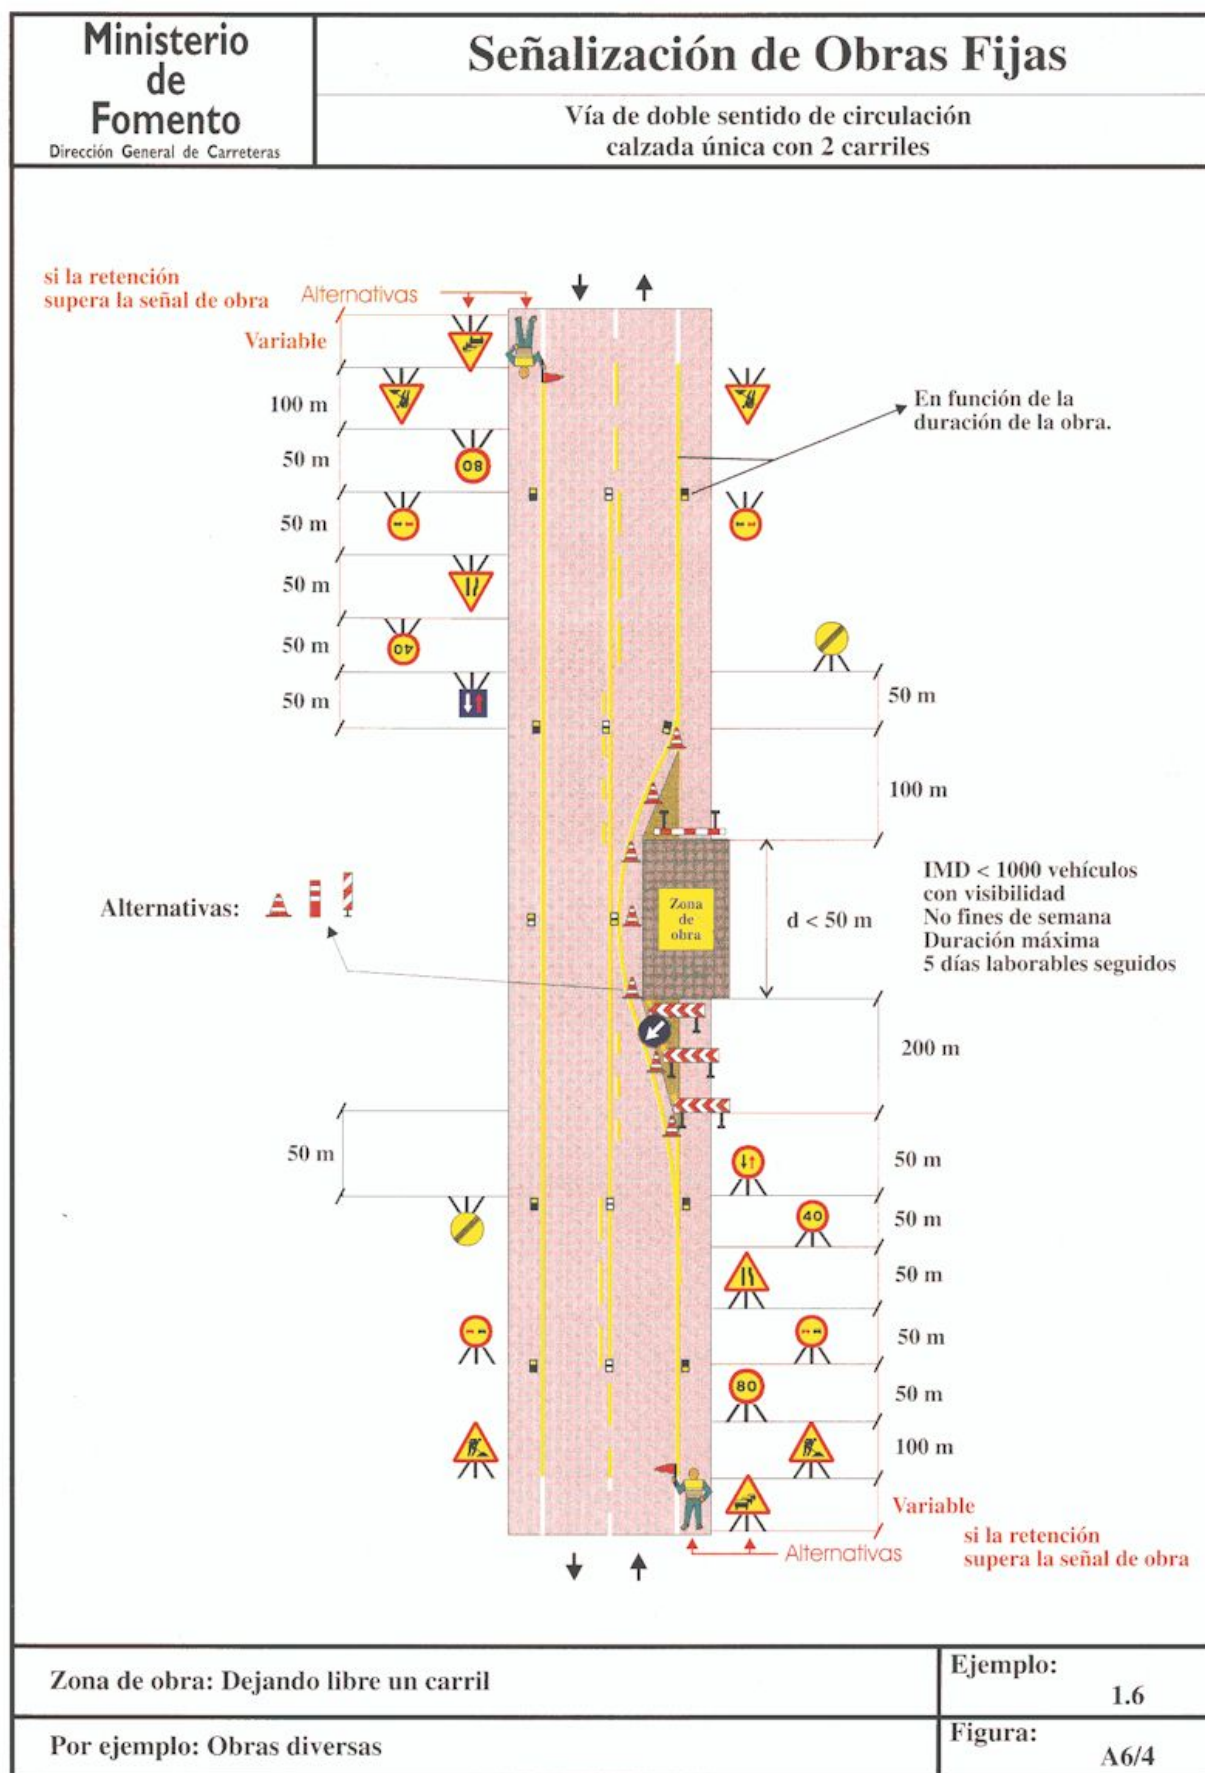 Ministerio
de
Fomento
Dirección General de Carreteras
Señalización de Obras Fijas
Vía de doble sentido de circulación
calzada única con 2 carriles
si la retención
supera la señal de obra
Alternativas
Variable
100 m
En función de la
duración de la obra.
50 m
80
50 m
50 m
50 m
40
50 m
50 m
100 m
Alternativas:
Zona
de
obra
d < 50 m
IMD < 1000 vehículos
con visibilidad
No fines de semana
Duración máxima
5 días laborables seguidos
200 m
50 m
50 m
40
50 m
50 m
50 m
80
50 m
100 m
Variable
si la retención
supera la señal de obra
Alternativas
Zona de obra: Dejando libre un carril
Ejemplo:
1.6
Por ejemplo: Obras diversas
Figura:
A6/4